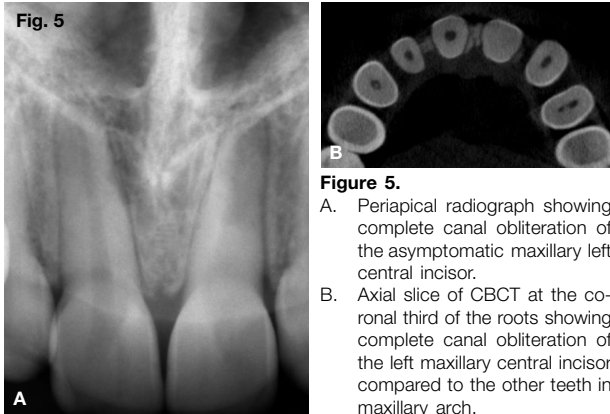 Fig. 5
A
B
Figure 5.
A. Periapical radiograph showing
complete canal obliteration of
the asymptomatic maxillary left
central incisor.
B. Axial slice of CBCT at the co-
ronal third of the roots showing
complete canal obliteration of
the left maxillary central incisor
compared to the other teeth in
maxillary arch.